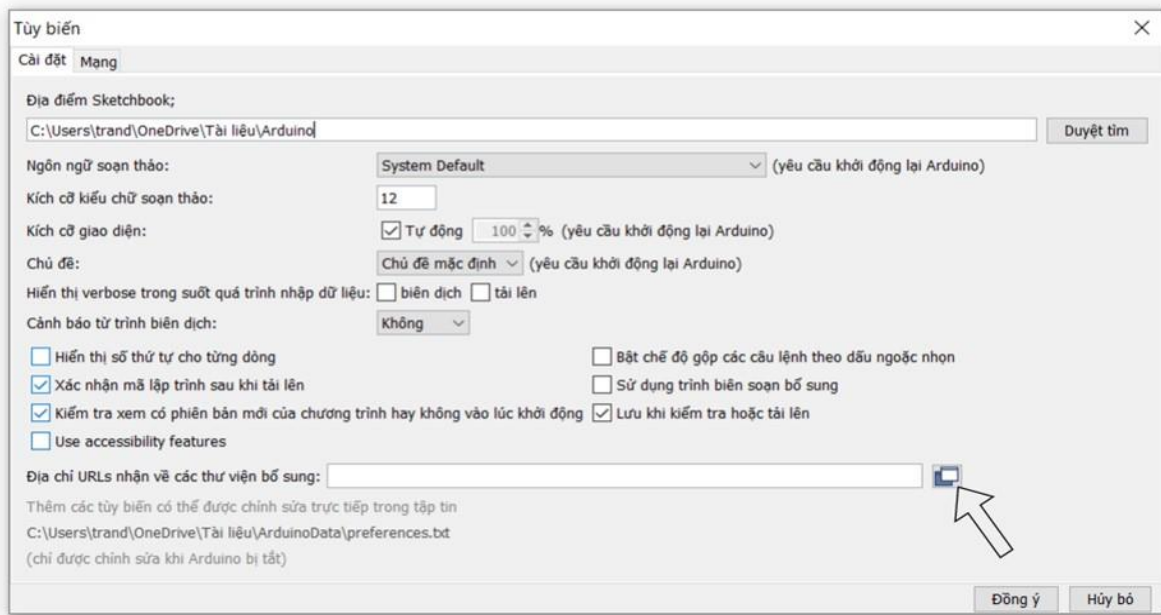 Tùy biến
Cài đặt Mạng
Địa điểm Sketchbook;
C:\Users\trand\OneDrive\Tài liệu\Arduino Duyệt tìm
Ngôn ngữ soạn thảo: System Default (yêu cầu khởi động lại Arduino)
Kích cỡ kiểu chữ soạn thảo: 12
Kích cỡ giao diện: Tự động 100 % (yêu cầu khởi động lại Arduino)
Chủ đề: Chủ đề mặc định (yêu cầu khởi động lại Arduino)
Hiển thị verbose trong suốt quá trình nhập dữ liệu: biên dịch tải lên
Cảnh báo từ trình biên dịch: Không
Hiển thị số thứ tự cho từng dòng Bật chế độ gộp các câu lệnh theo dấu ngoặc nhọn
Xác nhận mã lập trình sau khi tải lên Sử dụng trình biên soạn bổ sung
Kiểm tra xem có phiên bản mới của chương trình hay không vào lúc khởi động Lưu khi kiểm tra hoặc tải lên
Use accessibility features
Địa chỉ URLs nhận về các thư viện bổ sung:
Thêm các tùy biến có thể được chỉnh sửa trực tiếp trong tập tin
C:\Users\trand\OneDrive\Tài liệu\ArduinoData\preferences.txt
(chỉ được chỉnh sửa khi Arduino bị tắt)
Đồng ý Hủy bỏ